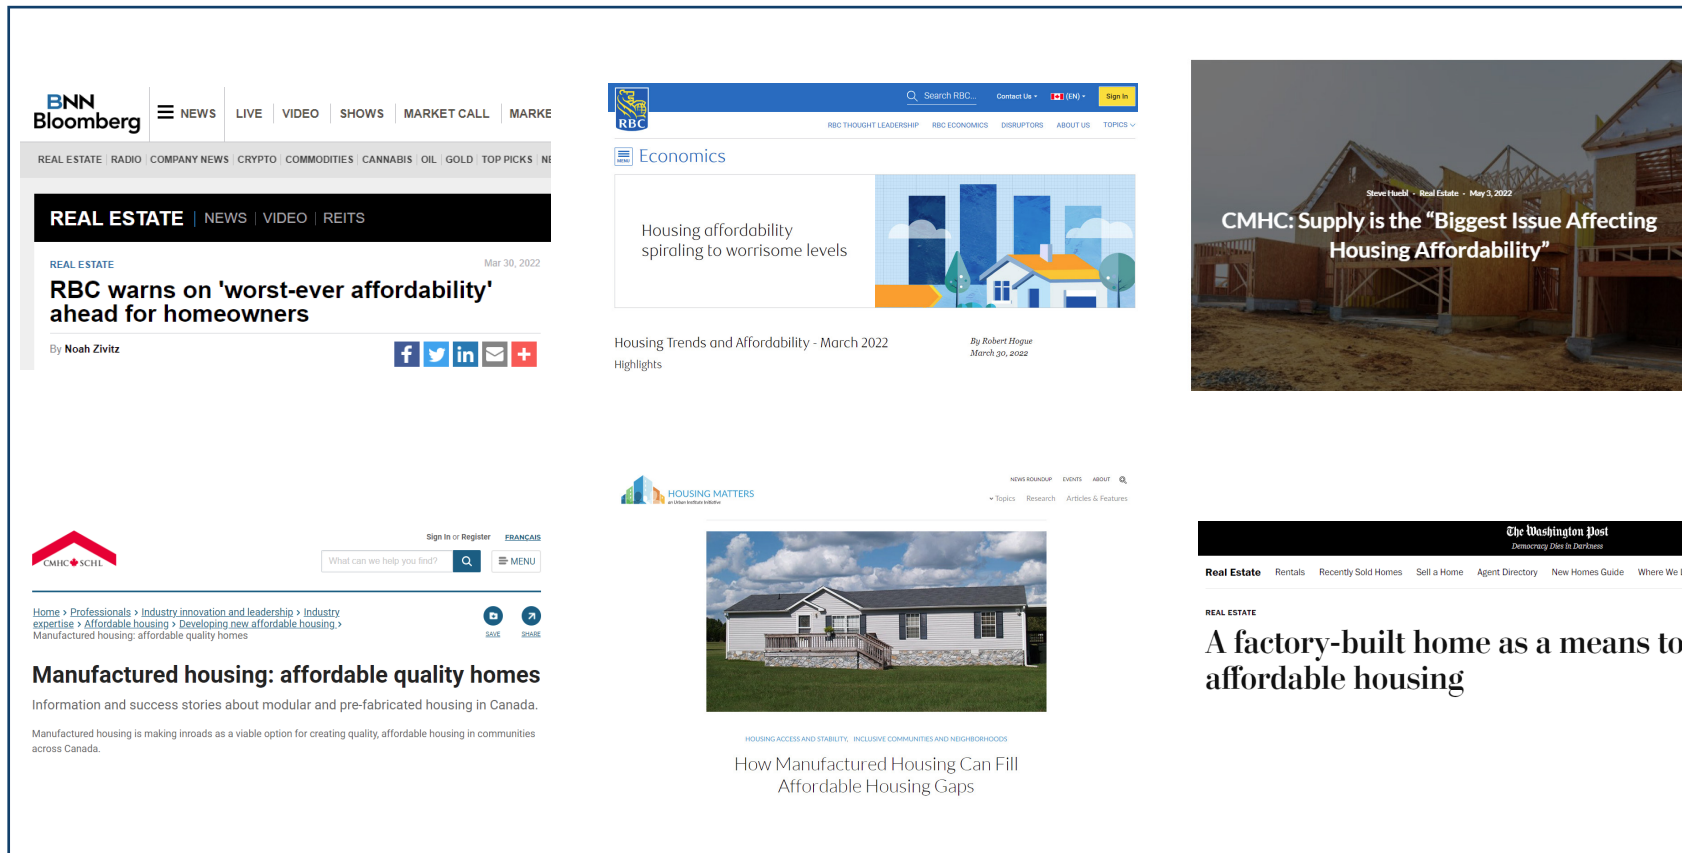 BNN
Bloomberg
NEWS
LIVE
VIDEO
SHOWS
MARKET CALL
MARKE
REAL ESTATE
RADIO
COMPANY NEWS
CRYPTO
COMMODITIES
CANNABIS
OIL
GOLD
TOP PICKS
NE
REAL ESTATE
NEWS
VIDEO
REITS
REAL ESTATE
Mar 30, 2022
RBC warns on 'worst-ever affordability'
ahead for homeowners
By Noah Zivitz
RBC
Search RBC...
Contact Us
(EN)
Sign In
RBC THOUGHT LEADERSHIP
RBC ECONOMICS
DISRUPTORS
ABOUT US
TOPICS
MENU
Economics
Housing affordability
spiraling to worrisome levels
Housing Trends and Affordability - March 2022
Highlights
By Robert Hogue
March 30, 2022
Steve Huebl - Real Estate - May 3, 2022
CMHC: Supply is the “Biggest Issue Affecting
Housing Affordability”
CMHC SCHL
Sign In or Register
FRANÇAIS
What can we help you find?
MENU
Home > Professionals > Industry innovation and leadership > Industry
expertise > Affordable housing > Developing new affordable housing >
Manufactured housing: affordable quality homes
SAVE
SHARE
Manufactured housing: affordable quality homes
Information and success stories about modular and pre-fabricated housing in Canada.
Manufactured housing is making inroads as a viable option for creating quality, affordable housing in communities
across Canada.
HOUSING MATTERS
an Urban Institute Initiative
NEWS ROUNDUP
EVENTS
ABOUT
Topics
Research
Articles & Features
HOUSING ACCESS AND STABILITY, INCLUSIVE COMMUNITIES AND NEIGHBORHOODS
How Manufactured Housing Can Fill
Affordable Housing Gaps
The Washington Post
Democracy Dies in Darkness
Real Estate
Rentals
Recently Sold Homes
Sell a Home
Agent Directory
New Homes Guide
Where We
REAL ESTATE
A factory-built home as a means to
affordable housing